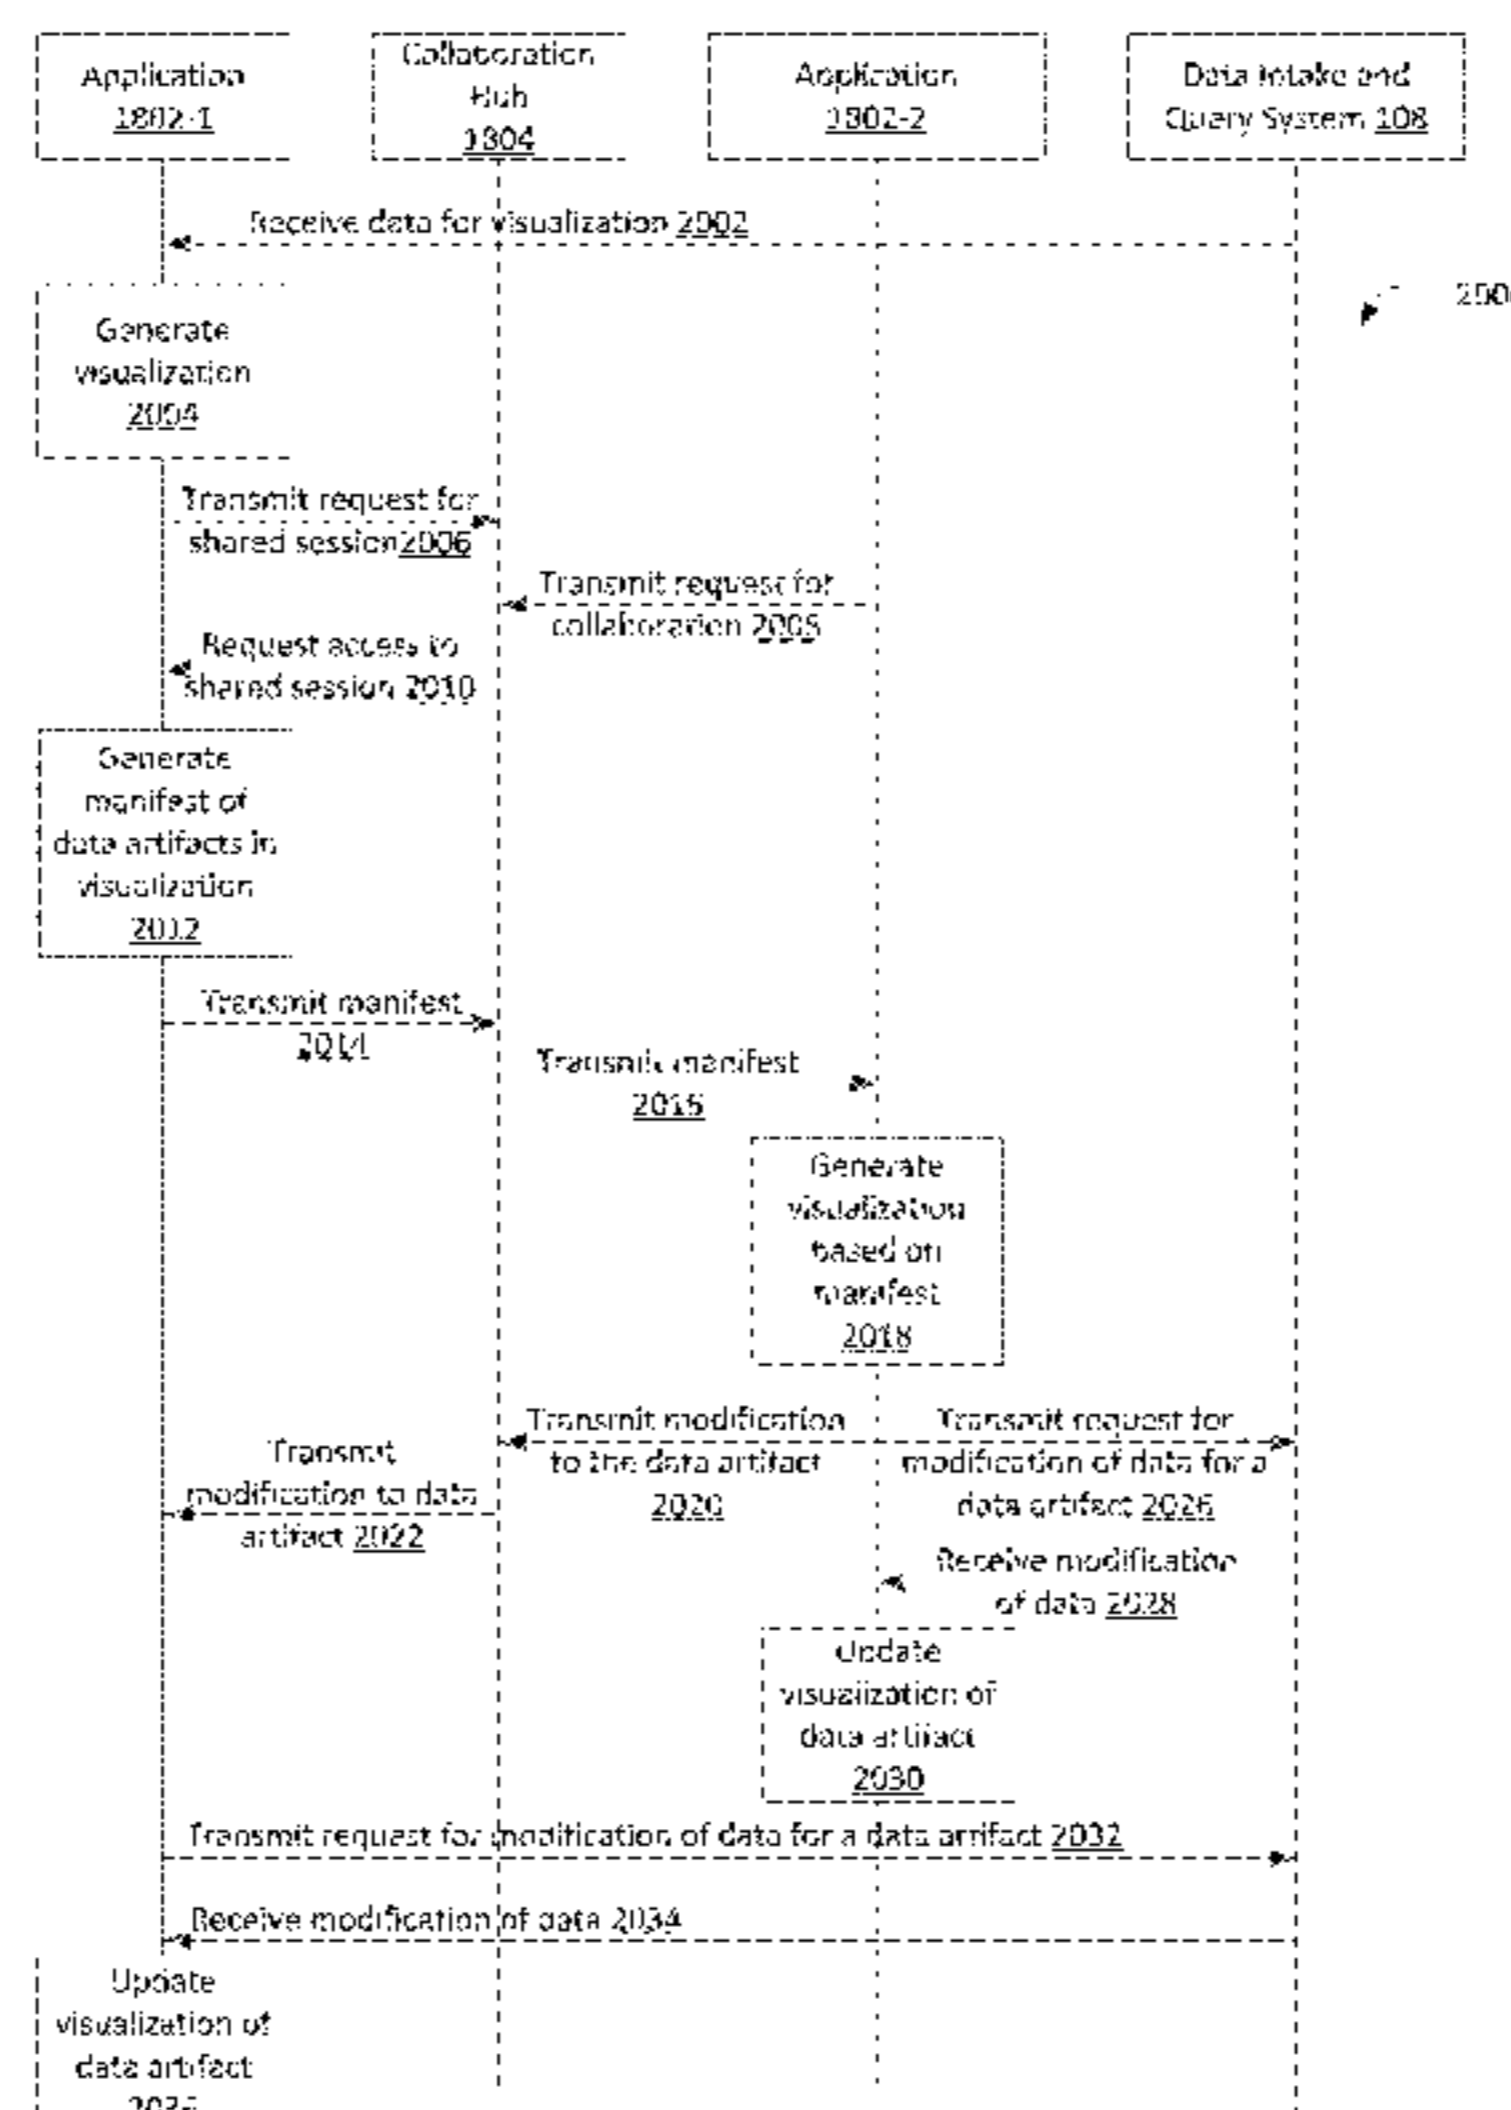 Application
1802-1
Collaboration
Hub
1804
Application
1802-2
Data Intake and
Query System 108
Receive data for visualization 2002
Generate
visualization
2004
Transmit request for
shared session 2006
Transmit request for
collaboration 2008
Request access to
shared session 2010
Generate
manifest of
data artifacts in
visualization
2012
Transmit manifest
2014
Transmit manifest
2016
Generate
visualization
based on
manifest
2018
Transmit modification
to the data artifact
2020
Transmit request for
modification of data for a
data artifact 2026
Transmit
modification to data
artifact 2022
Receive modification
of data 2028
Update
visualization of
data artifact
2030
Transmit request for modification of data for a data artifact 2032
Receive modification of data 2034
Update
visualization of
data artifact